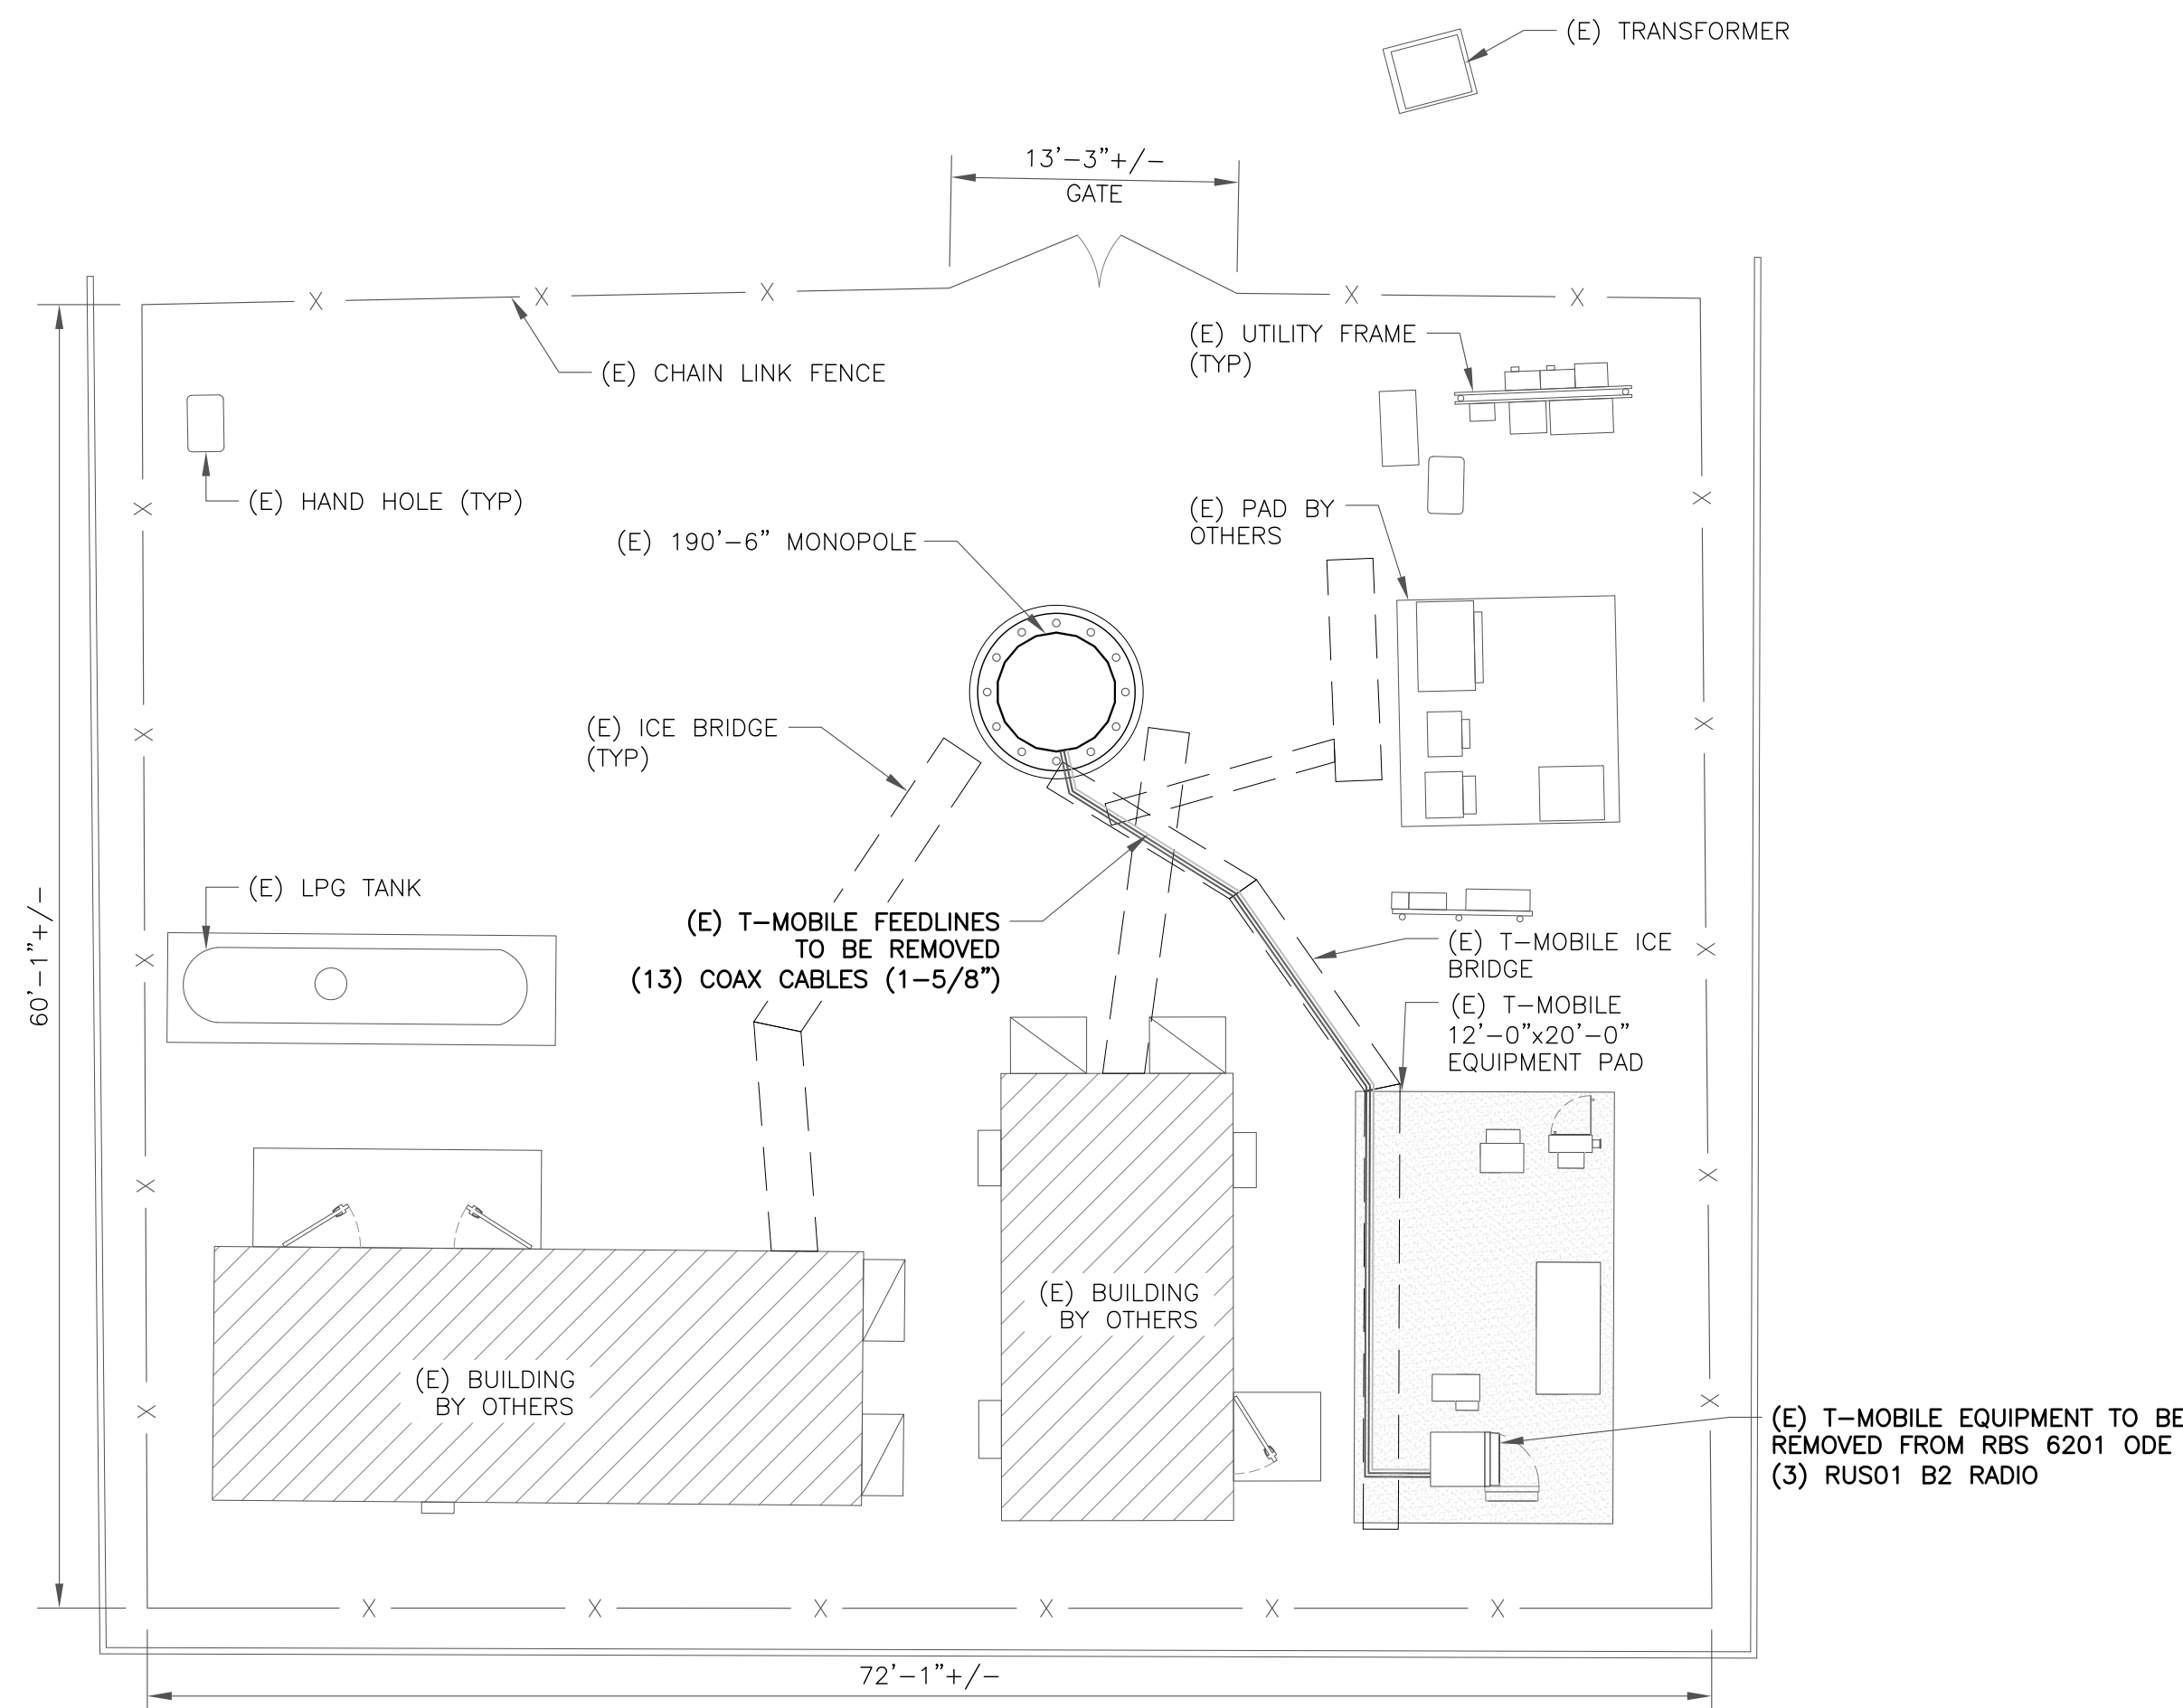 (E) TRANSFORMER
13'-3"+/-
GATE
(E) UTILITY FRAME
(TYP)
(E) CHAIN LINK FENCE
(E) HAND HOLE (TYP)
(E) PAD BY
OTHERS
(E) 190'-6" MONOPOLE
(E) ICE BRIDGE
(TYP)
(E) LPG TANK
60'-1"+/-
(E) T-MOBILE FEEDLINES
TO BE REMOVED
(13) COAX CABLES (1-5/8")
(E) T-MOBILE ICE
BRIDGE
(E) T-MOBILE
12'-0"x20'-0"
EQUIPMENT PAD
(E) BUILDING
BY OTHERS
(E) BUILDING
BY OTHERS
(E) T-MOBILE EQUIPMENT TO BE
REMOVED FROM RBS 6201 ODE
(3) RUS01 B2 RADIO
72'-1"+/-